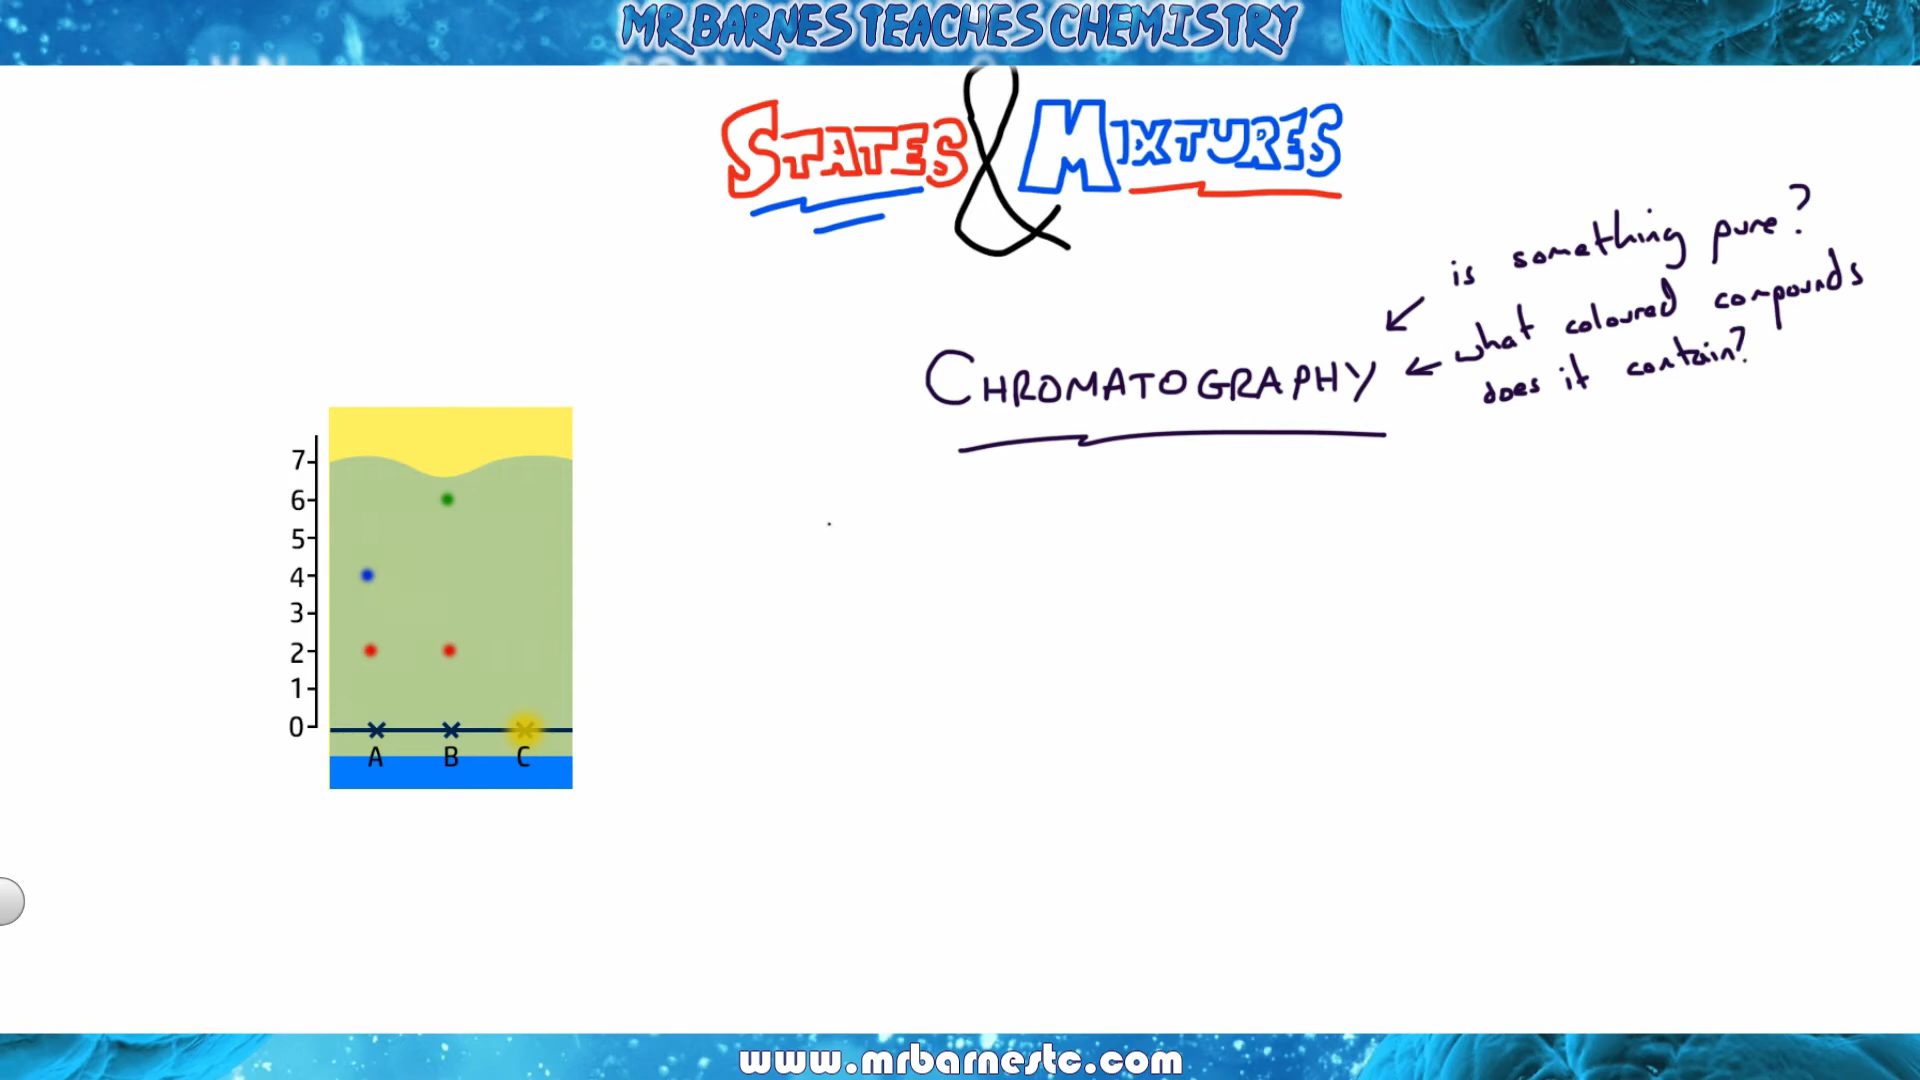 MR BARNES TEACHES CHEMISTRY
STATES & MIXTURES
is something pure?
what coloured compounds
does it contain?
CHROMATOGRAPHY
7
6
5
4
3
2
1
0
A B C
www.mrbarnestc.com